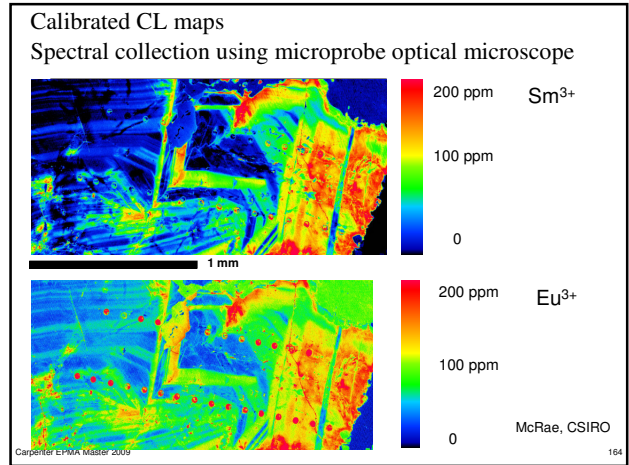 Calibrated CL maps
Spectral collection using microprobe optical microscope
200 ppm
Sm³⁺
100 ppm
0
1 mm
200 ppm
Eu³⁺
100 ppm
0
McRae, CSIRO
Carpenter EPMA Master 2009
164